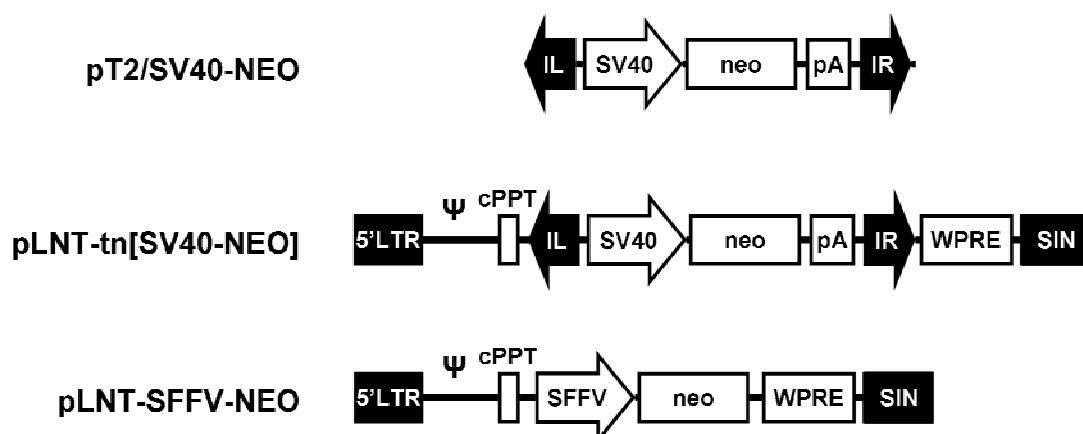 pT2/SV40-NEO IL SV40 neo pA IR
Ψ cPPT
pLNT-tn[SV40-NEO] 5'LTR IL SV40 neo pA IR WPRE SIN
Ψ cPPT
pLNT-SFFV-NEO 5'LTR SFFV neo WPRE SIN